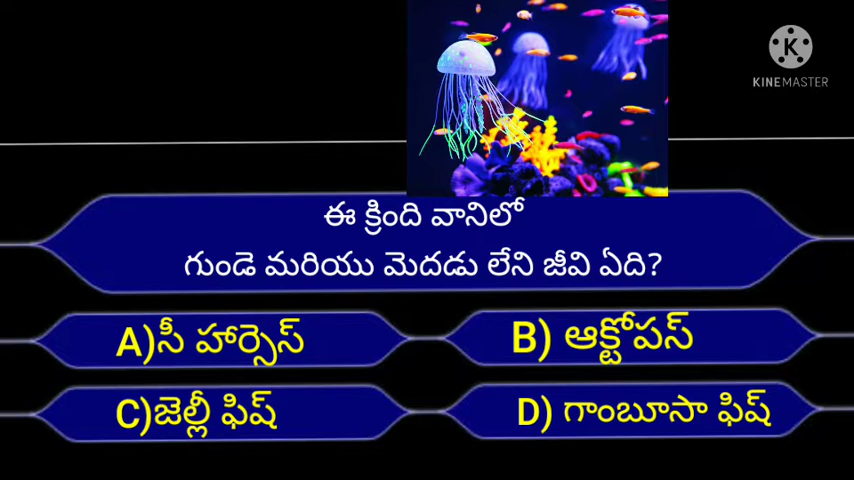 KINEMASTER
ఈ క్రింది వానిలో
గుండె మరియు మెదడు లేని జీవి ఏది?
A)సీ హార్సెస్
B) ఆక్టోపస్
C)జెల్లీ ఫిష్
D) గాంబూసా ఫిష్